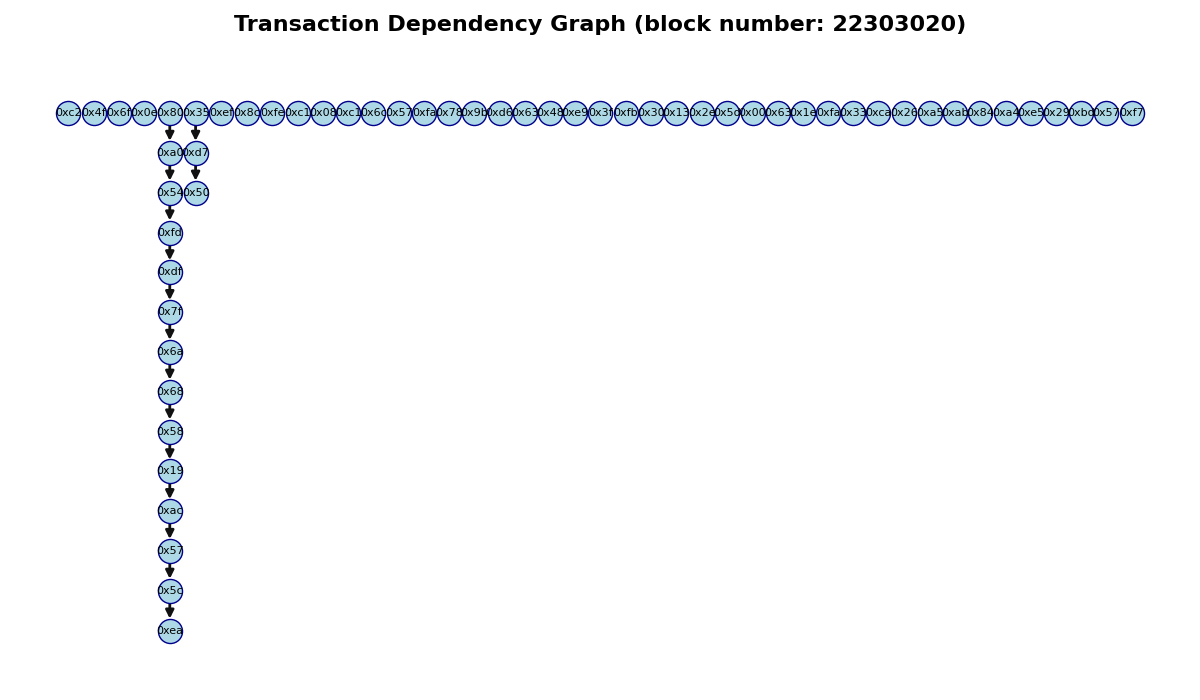 Transaction Dependency Graph (block number: 22303020)
0xc2 0x4f 0x6f 0x0e 0x80 0x35 0xef 0x8c 0xfe 0xc1 0x08 0xc1 0x6c 0x57 0xfa 0x78 0x9b 0xd6 0x63 0x48 0xe9 0x3f 0xfb 0x30 0x13 0x2e 0x5d 0x00 0x63 0x1e 0xfa 0x33 0xca 0x26 0xa5 0xab 0x84 0xa4 0xe5 0x29 0xbd 0x57 0xf7
0xa0 0xd7
0x54 0x50
0xfd
0xdf
0x7f
0x6a
0x68
0x58
0x19
0xac
0x57
0x5c
0xea